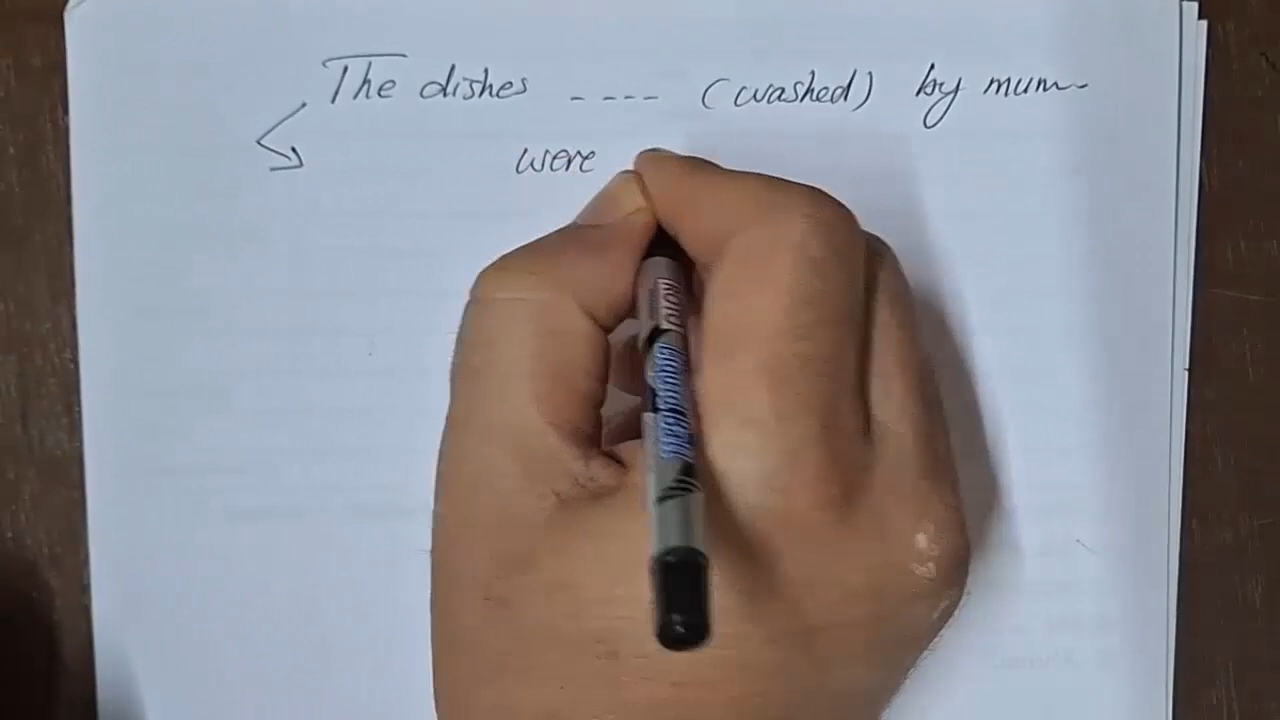 The dishes ---- (washed) by mum
were